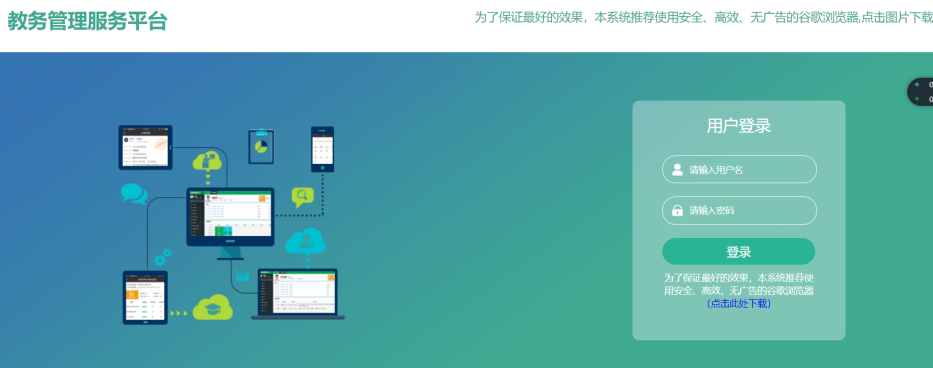 教务管理服务平台
为了保证最好的效果，本系统推荐使用安全、高效、无广告的谷歌浏览器,点击图片下载
用户登录
请输入用户名
请输入密码
登录
为了保证最好的效果，本系统推荐使
用安全、高效、无广告的谷歌浏览器
（点击此处下载）